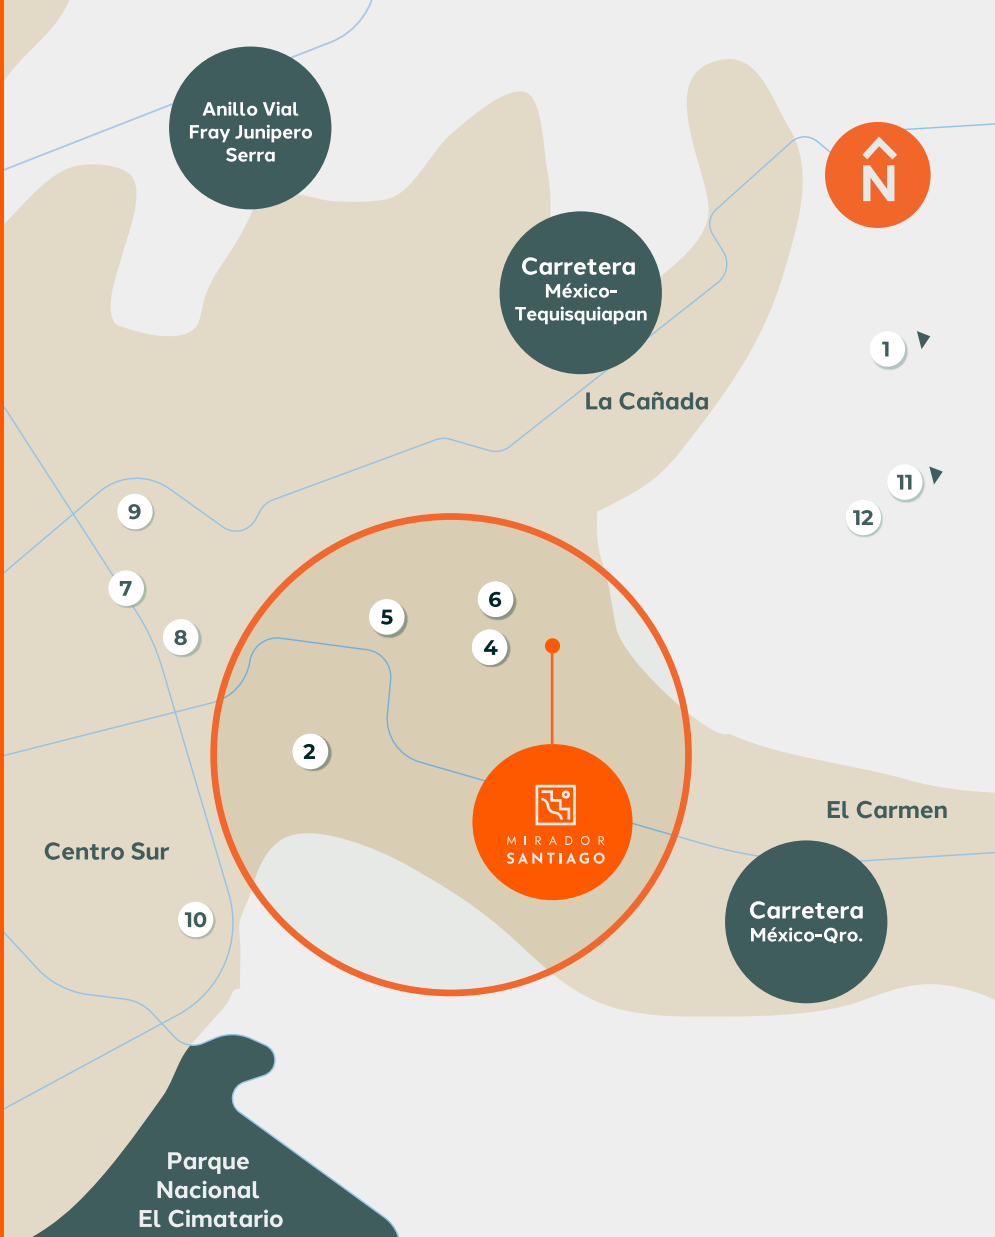 Anillo Vial
Fray Junipero
Serra
N
Carretera
México-
Tequisquiapan
1
La Cañada
11
12
9
7
8
5
6
4
2
MIRADOR
SANTIAGO
El Carmen
Centro Sur
10
Carretera
México-Qro.
Parque
Nacional
El Cimatario